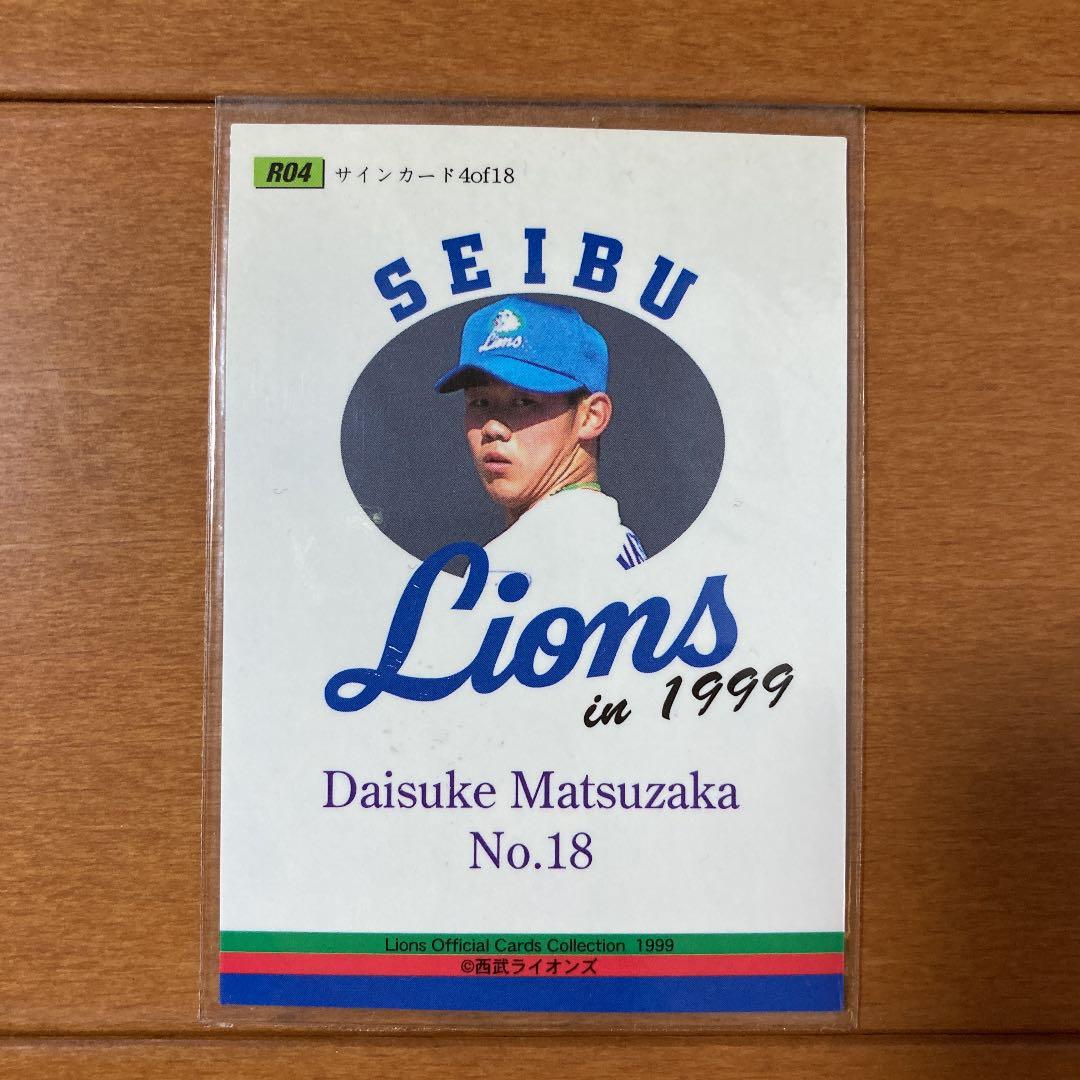 R04 サインカード4of18
SEIBU
Lions
Lions
in 1999
Daisuke Matsuzaka
No.18
Lions Official Cards Collection 1999
©西武ライオンズ